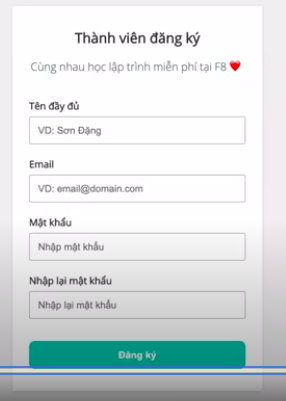 Thành viên đăng ký
Cùng nhau học lập trình miễn phí tại F8 ❤️
Tên đầy đủ
VD: Sơn Đặng
Email
VD: email@domain.com
Mật khẩu
Nhập mật khẩu
Nhập lại mật khẩu
Nhập lại mật khẩu
Đăng ký